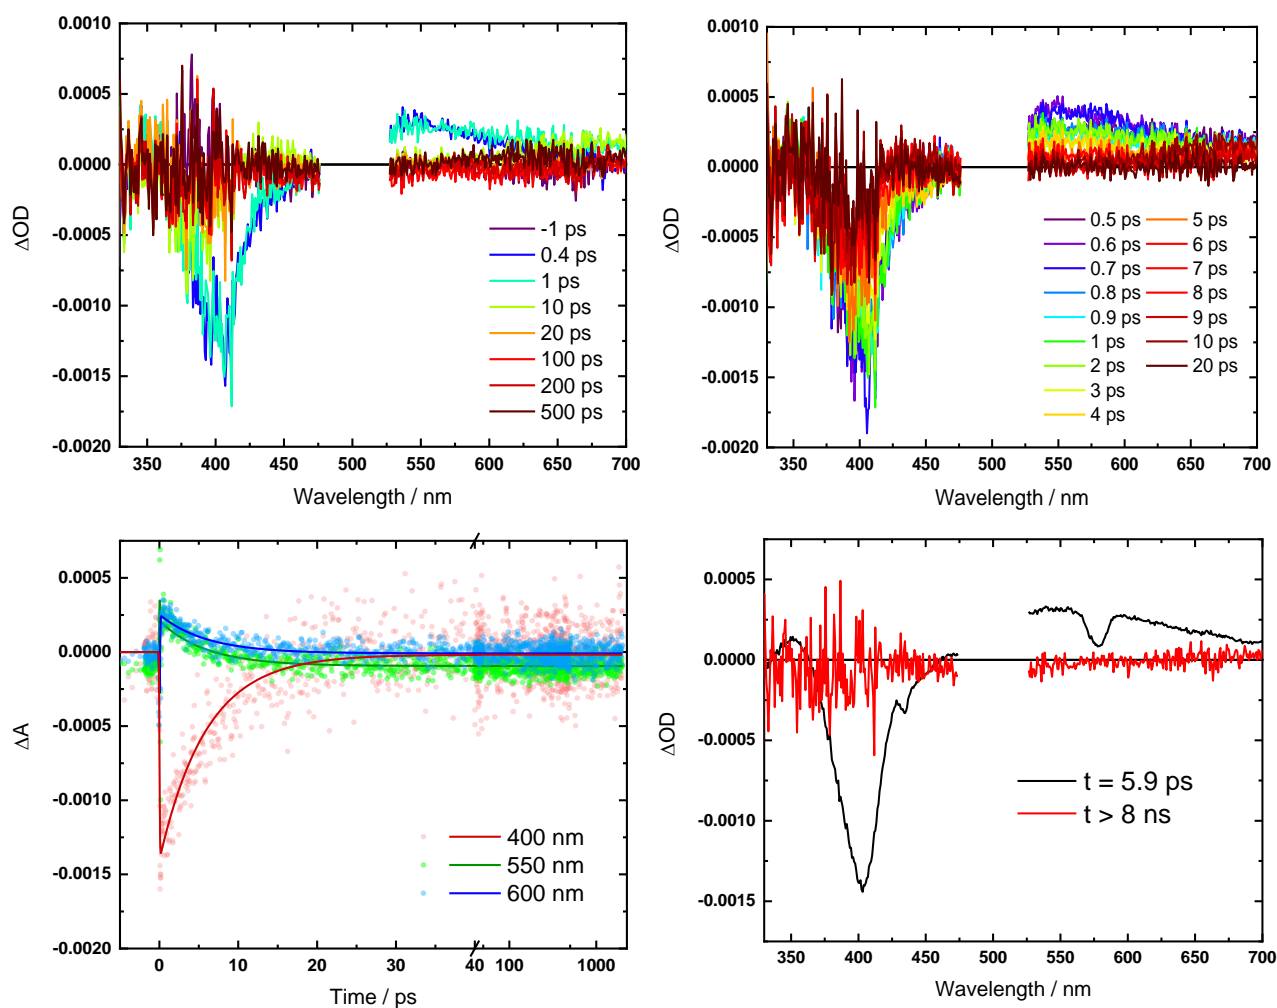 0.0010
0.0005
0.0000
-0.0005
-0.0010
-0.0015
-0.0020
ΔOD
350 400 450 500 550 600 650 700
Wavelength / nm
-1 ps
0.4 ps
1 ps
10 ps
20 ps
100 ps
200 ps
500 ps
0.0010
0.0005
0.0000
-0.0005
-0.0010
-0.0015
-0.0020
ΔOD
350 400 450 500 550 600 650 700
Wavelength / nm
0.5 ps 5 ps
0.6 ps 6 ps
0.7 ps 7 ps
0.8 ps 8 ps
0.9 ps 9 ps
1 ps 10 ps
2 ps 20 ps
3 ps
4 ps
0.0005
0.0000
-0.0005
-0.0010
-0.0015
-0.0020
ΔA
0 10 20 30 40 100 1000
Time / ps
400 nm
550 nm
600 nm
0.0005
0.0000
-0.0005
-0.0010
-0.0015
ΔOD
350 400 450 500 550 600 650 700
Wavelength / nm
t = 5.9 ps
t > 8 ns